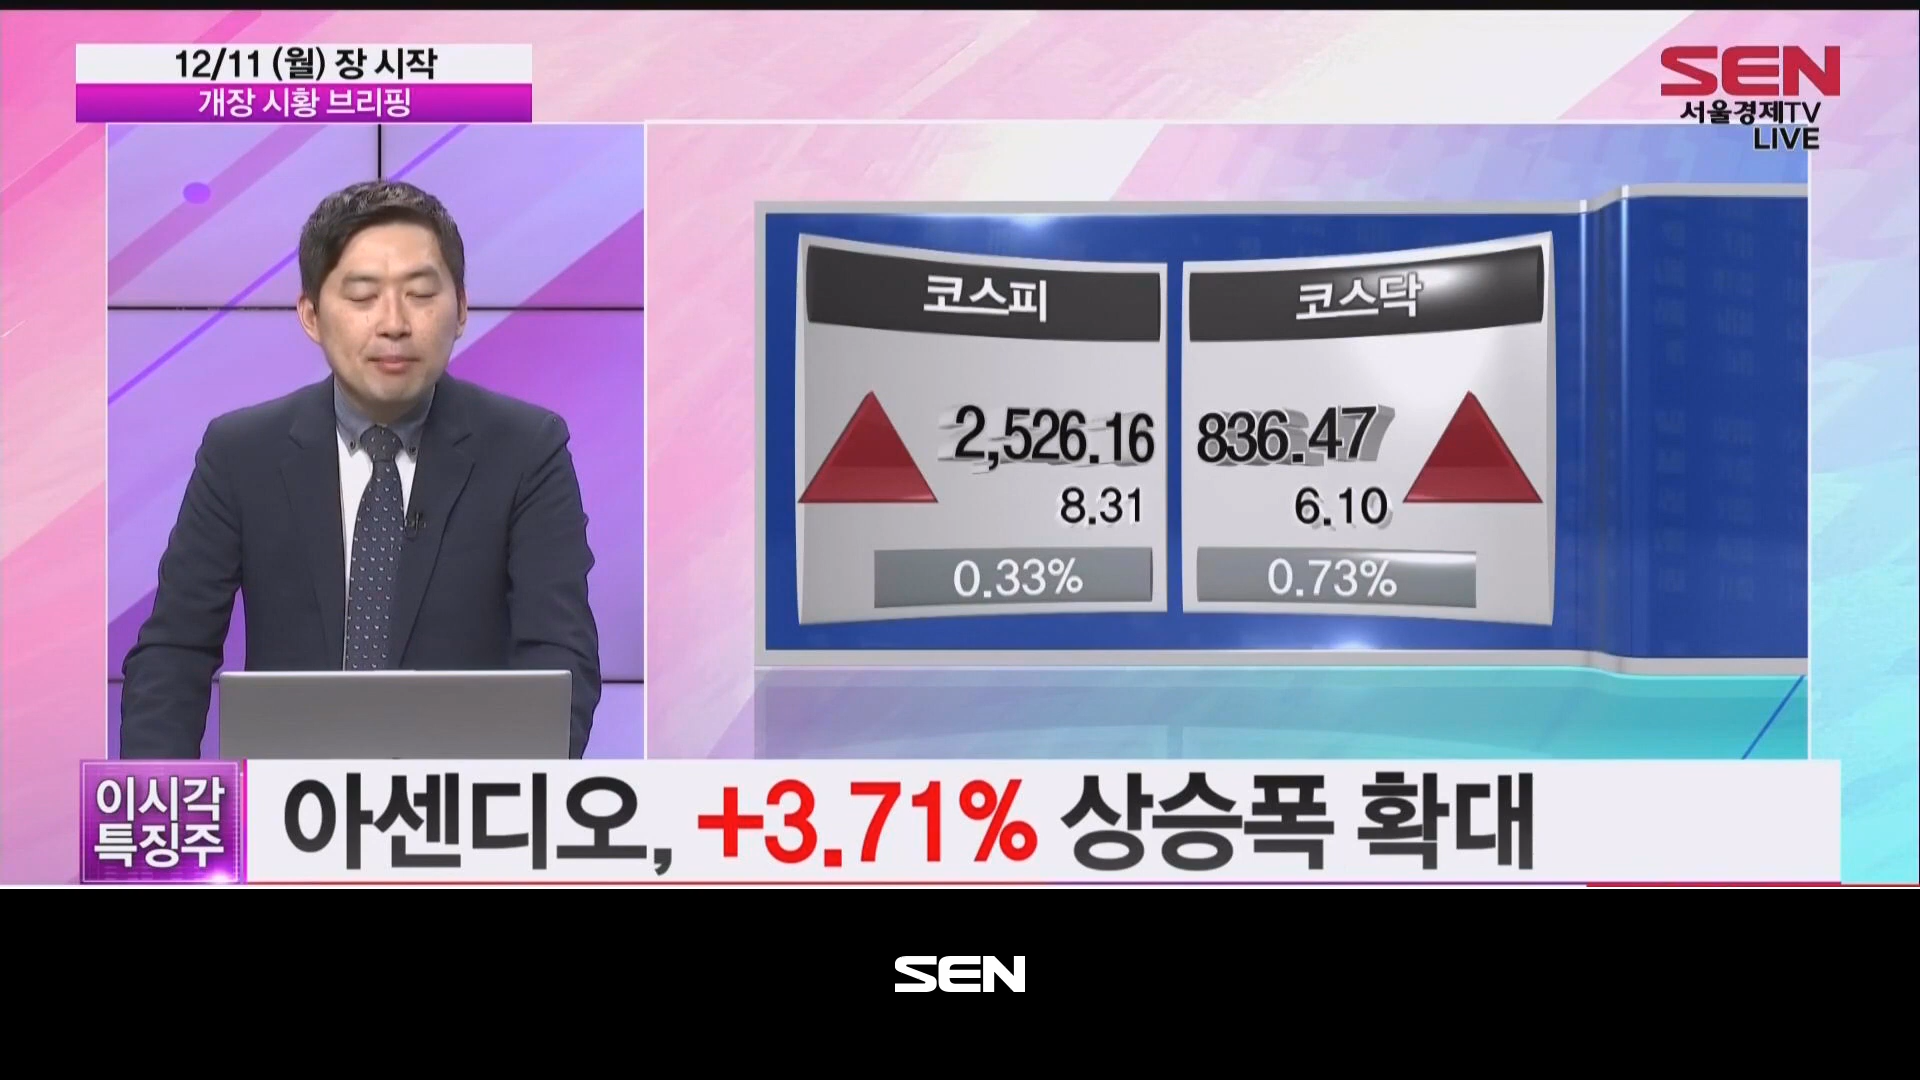 12/11 (월) 장 시작
개장 시황 브리핑
SEN
서울경제TV
LIVE
코스피
코스닥
2,526.16
836.47
8.31
6.10
0.33%
0.73%
이시각
특징주
아센디오, +3.71% 상승폭 확대
SEN